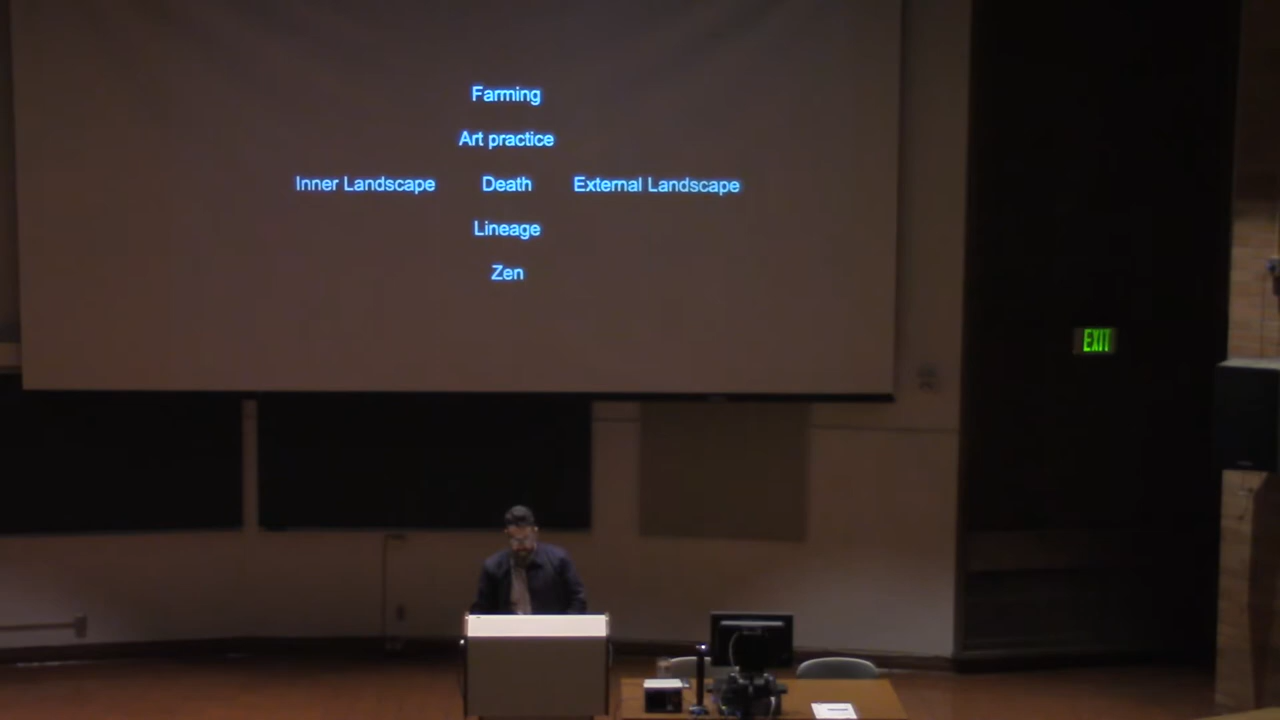 Farming
Art practice
Inner Landscape Death External Landscape
Lineage
Zen
EXIT